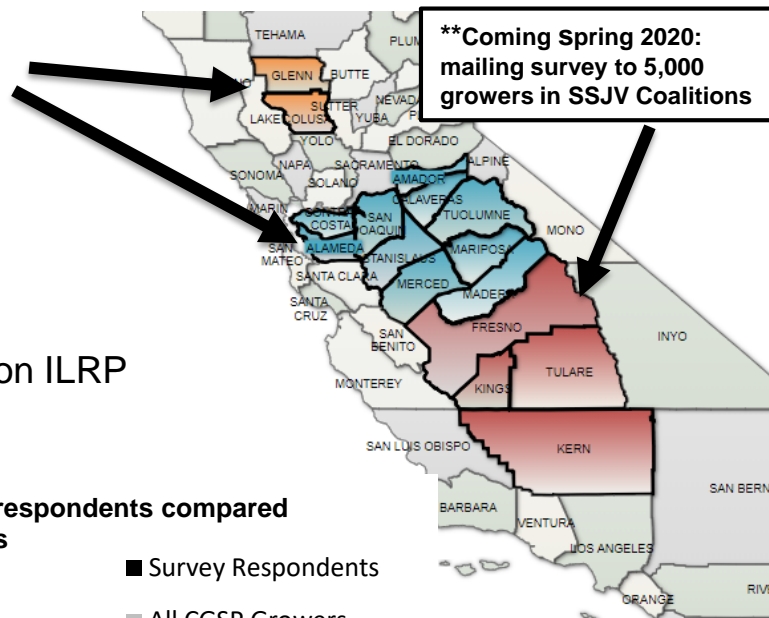 **Coming spring 2020:
mailing survey to 5,000
growers in SSJV Coalitions
TEHAMA
GLENN
BUTTE
LAKE
COLUSA
YUBA
NEVADA
YOLO
EL DORADO
SONOMA
NAPA
SACRAMENTO
ALPINE
SOLANO
AMADOR
MARIN
CALAVERAS
COSTA
SAN
JOAQUIN
TUOLUMNE
MONO
ALAMEDA
SAN
MATEO
STANISLAUS
MARIPOSA
SANTA CLARA
MERCED
SANTA
CRUZ
MADERA
FRESNO
SAN
BENITO
INYO
on ILRP
MONTEREY
KINGS
TULARE
SAN LUIS OBISPO
KERN
SAN BERN
respondents compared
BARBARA
VENTURA
LOS ANGELES
Survey Respondents
ORANGE
RIV